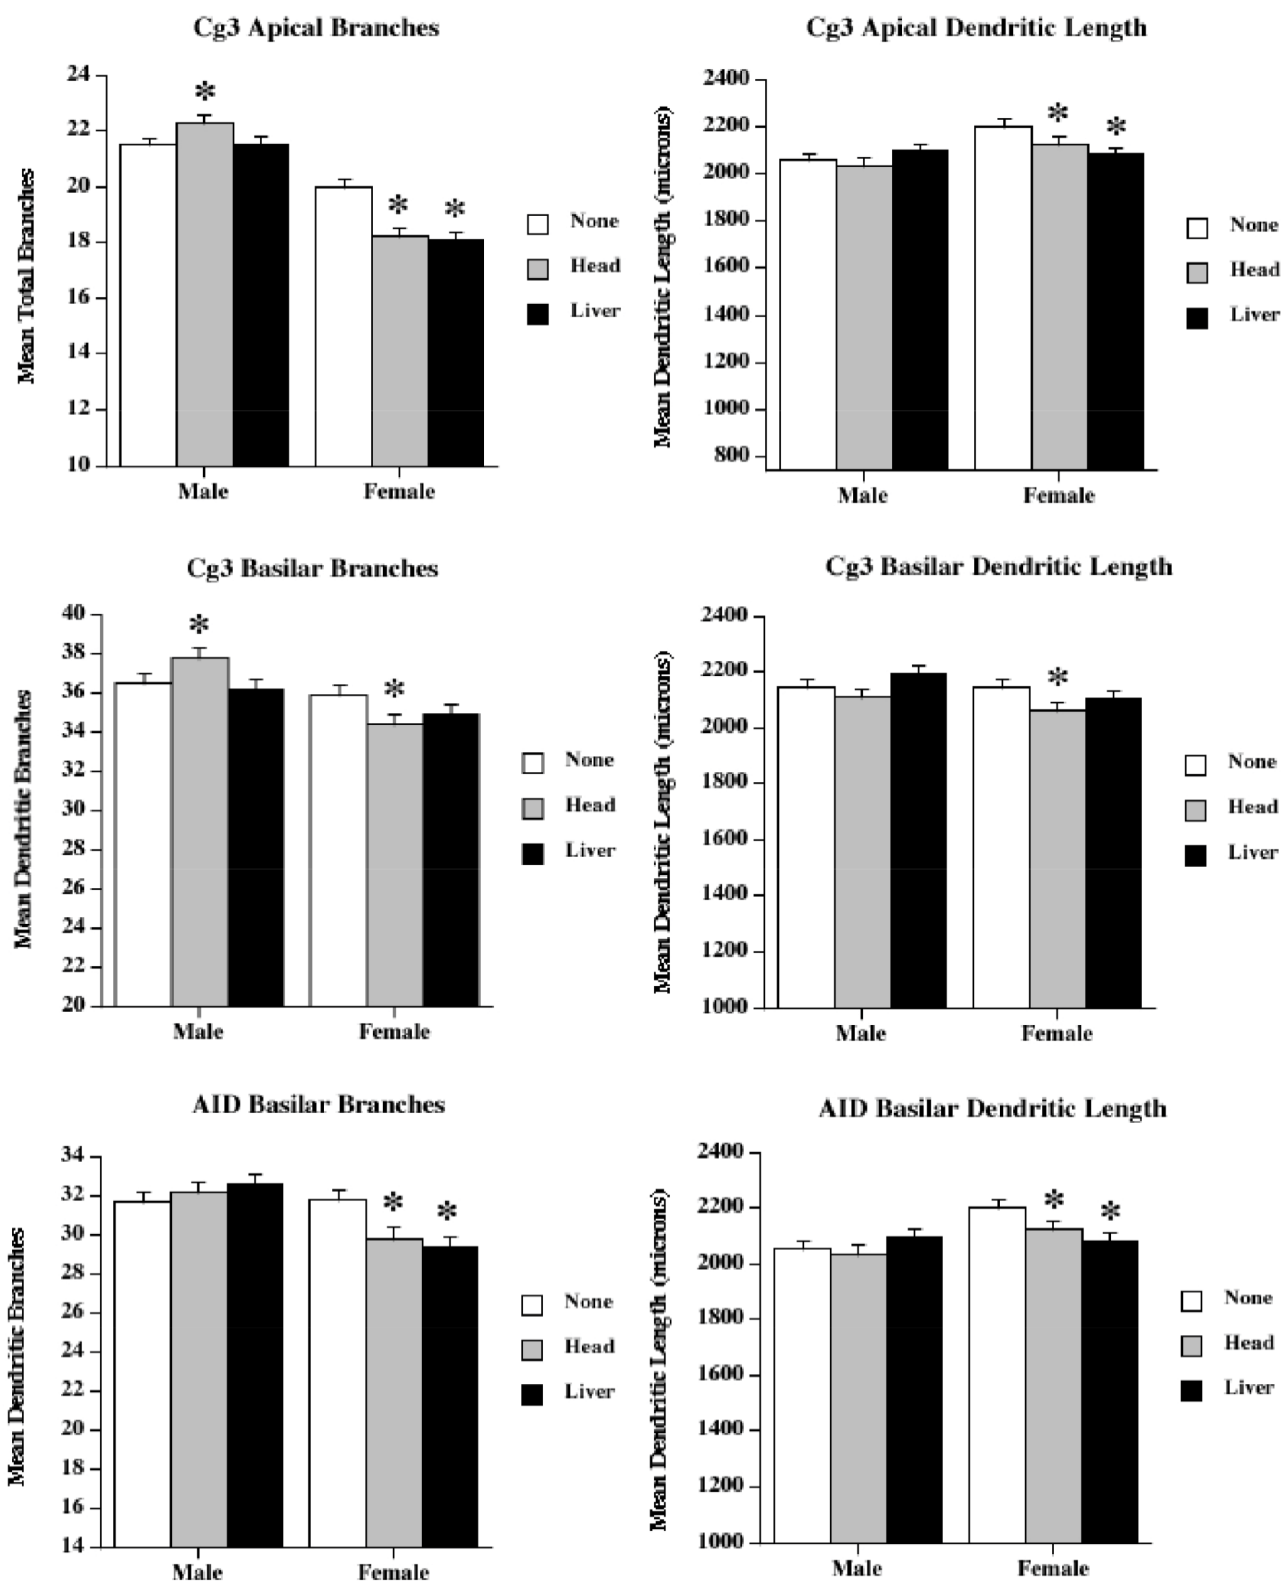 Cg3 Apical Branches
Mean Total Branches
24
22
20
18
16
14
12
10
*
*
*
Male
Female
None
Head
Liver
Cg3 Apical Dendritic Length
Mean Dendritic Length (microns)
2400
2200
2000
1800
1600
1400
1200
1000
800
*
*
Male
Female
None
Head
Liver
Cg3 Basilar Branches
Mean Dendritic Branches
40
38
36
34
32
30
28
26
24
22
20
*
*
Male
Female
None
Head
Liver
Cg3 Basilar Dendritic Length
Mean Dendritic Length (microns)
2400
2200
2000
1800
1600
1400
1200
1000
*
Male
Female
None
Head
Liver
AID Basilar Branches
Mean Dendritic Branches
34
32
30
28
26
24
22
20
18
16
14
*
*
Male
Female
None
Head
Liver
AID Basilar Dendritic Length
Mean Dendritic Length (microns)
2400
2200
2000
1800
1600
1400
1200
1000
*
*
Male
Female
None
Head
Liver